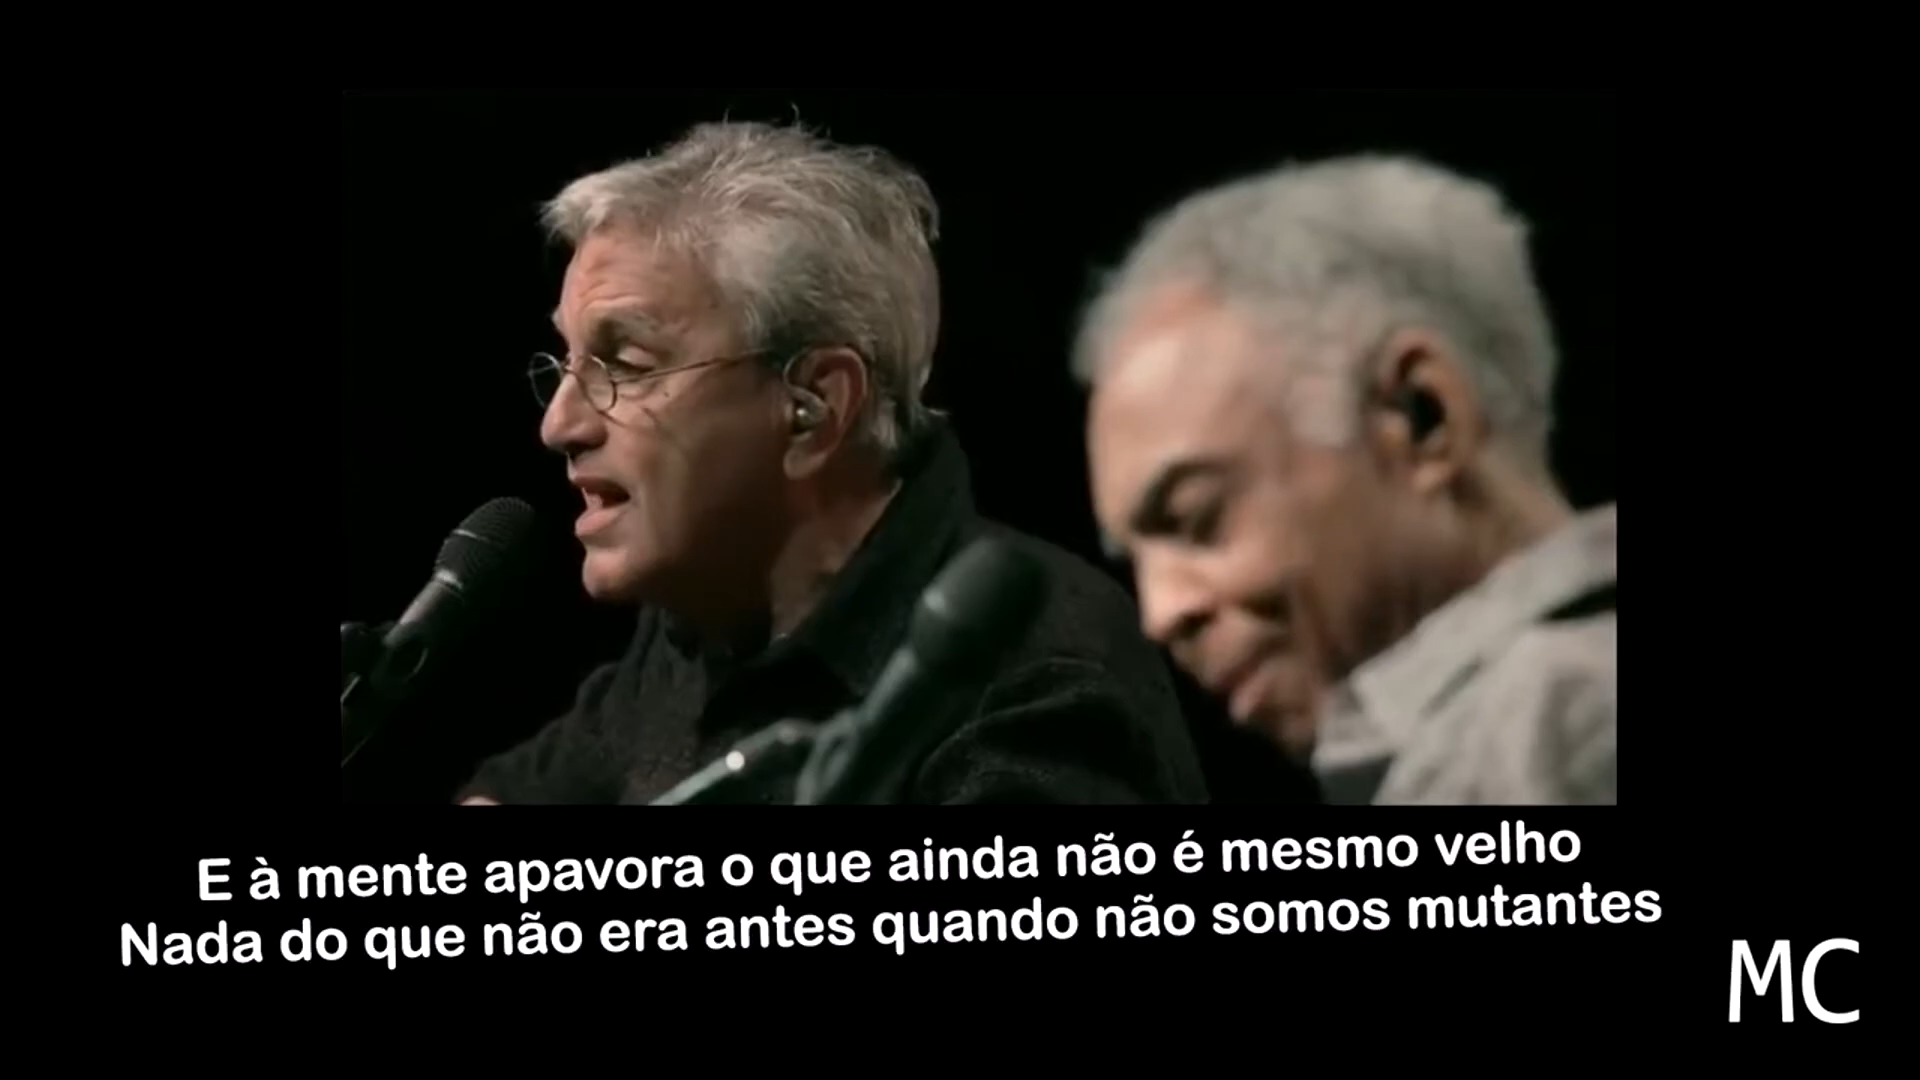 E à mente apavora o que ainda não é mesmo velho
Nada do que não era antes quando não somos mutantes
MC